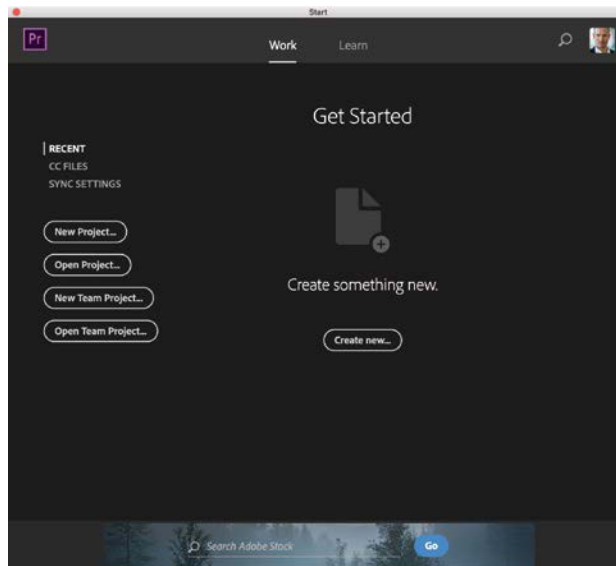 Start
Pr
Work
Learn
Get Started
RECENT
CC FILES
SYNC SETTINGS
New Project...
Open Project...
New Team Project...
Open Team Project...
Create something new.
Create new...
Search Adobe Stock
Go